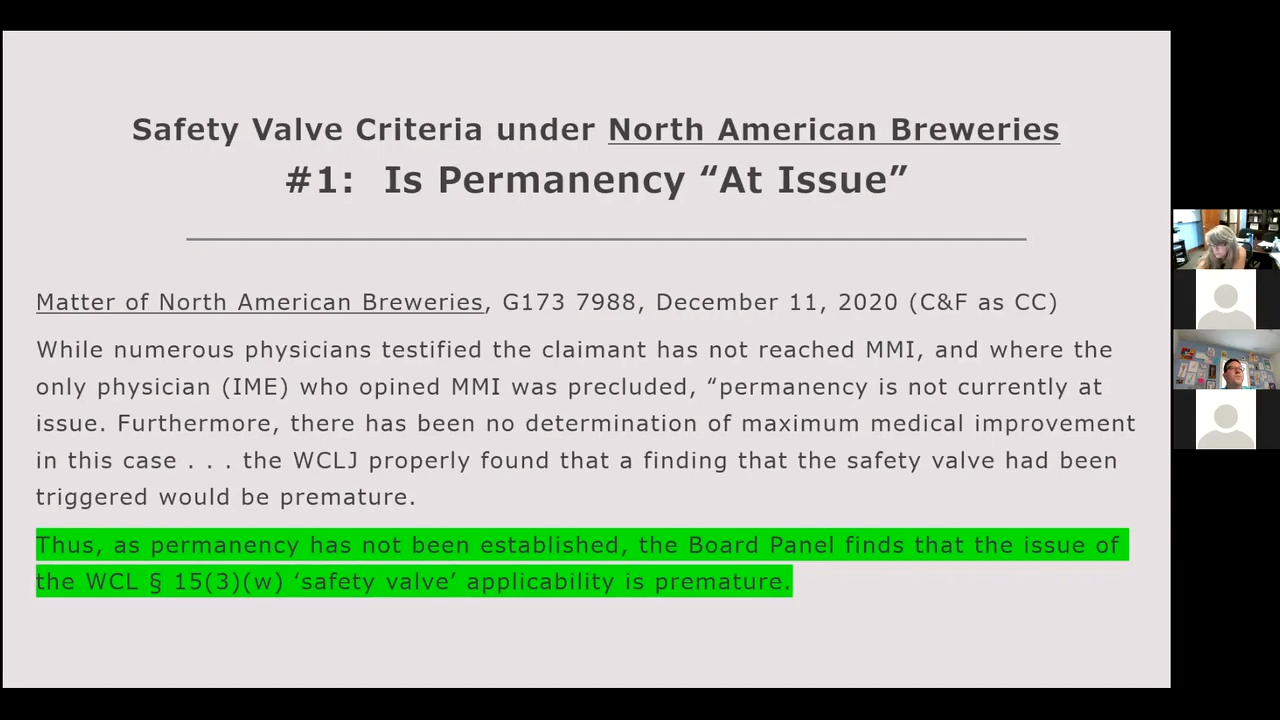 Safety Valve Criteria under North American Breweries
#1: Is Permanency “At Issue”
Matter of North American Breweries, G173 7988, December 11, 2020 (C&F as CC)
While numerous physicians testified the claimant has not reached MMI, and where the
only physician (IME) who opined MMI was precluded, “permanency is not currently at
issue. Furthermore, there has been no determination of maximum medical improvement
in this case . . . the WCLJ properly found that a finding that the safety valve had been
triggered would be premature.
Thus, as permanency has not been established, the Board Panel finds that the issue of
the WCL § 15(3)(w) ‘safety valve’ applicability is premature.